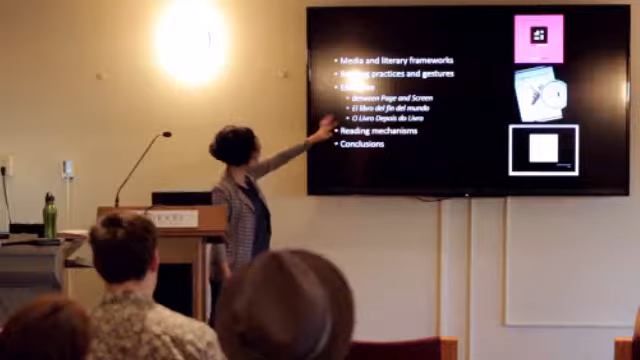 • Media and literary frameworks
• practices and gestures
• Between Page and Screen
• El libro del fin del mundo
• O Livro Depois do Livro
• Reading mechanisms
• Conclusions